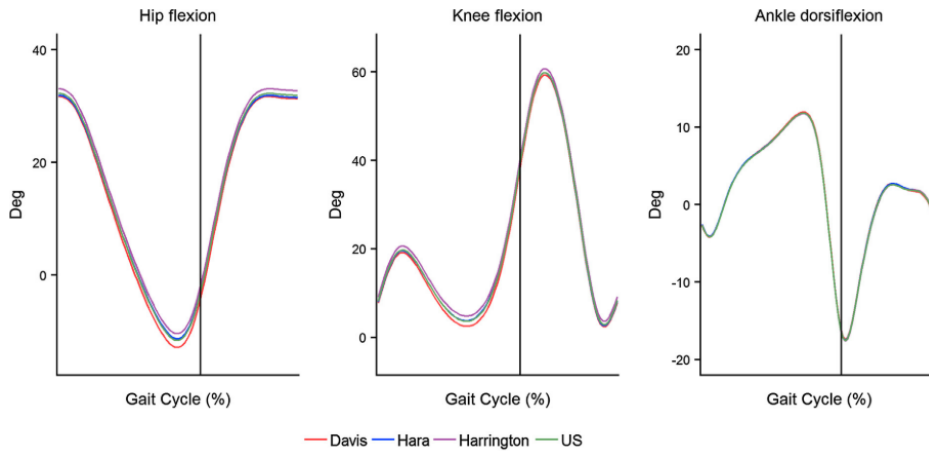 Hip flexion
40
20
0
Deg
Gait Cycle (%)
Knee flexion
60
40
20
0
Deg
Gait Cycle (%)
Ankle dorsiflexion
20
10
0
-10
-20
Deg
Gait Cycle (%)
Davis Hara Harrington US